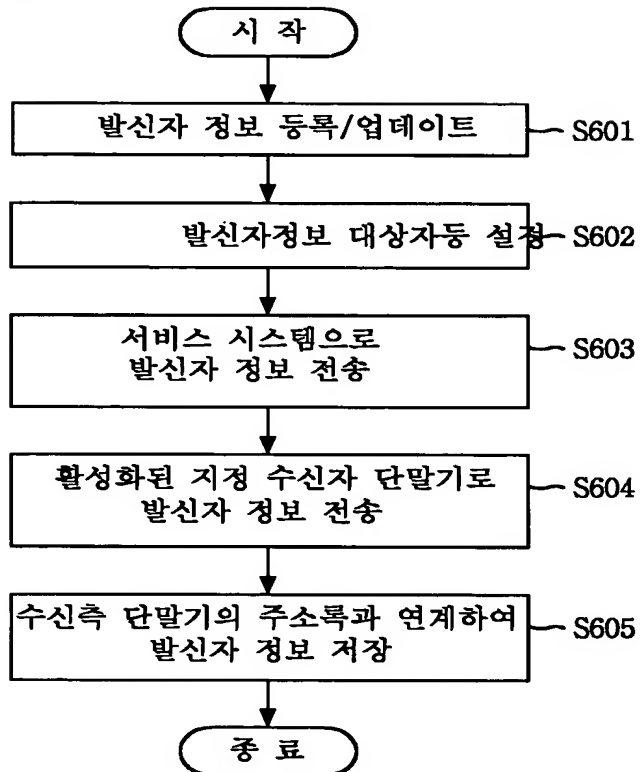 시 작
발신자 정보 등록/업데이트
S601
발신자정보 대상자등 설정
S602
서비스 시스템으로
발신자 정보 전송
S603
활성화된 지정 수신자 단말기로
발신자 정보 전송
S604
수신측 단말기의 주소록과 연계하여
발신자 정보 저장
S605
종 료